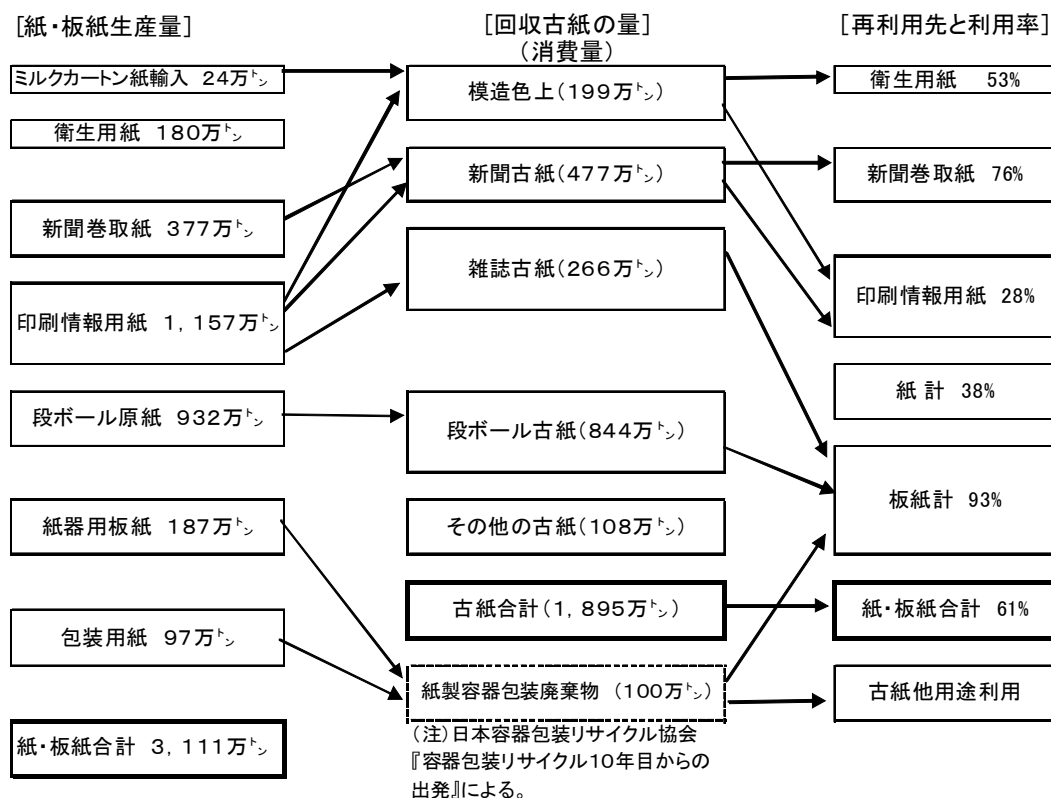 [紙・板紙生産量]
ミルクカートン紙輸入 24万㌧
衛生用紙 180万㌧
新聞巻取紙 377万㌧
印刷情報用紙 1,157万㌧
段ボール原紙 932万㌧
紙器用板紙 187万㌧
包装用紙 97万㌧
紙・板紙合計 3,111万㌧
[回収古紙の量]
(消費量)
模造色上(199万㌧)
新聞古紙(477万㌧)
雑誌古紙(266万㌧)
段ボール古紙(844万㌧)
その他の古紙(108万㌧)
古紙合計(1,895万㌧)
紙製容器包装廃棄物 (100万㌧)
(注)日本容器包装リサイクル協会
『容器包装リサイクル10年目からの
出発』による。
[再利用先と利用率]
衛生用紙 53%
新聞巻取紙 76%
印刷情報用紙 28%
紙 計 38%
板紙計 93%
紙・板紙合計 61%
古紙他用途利用